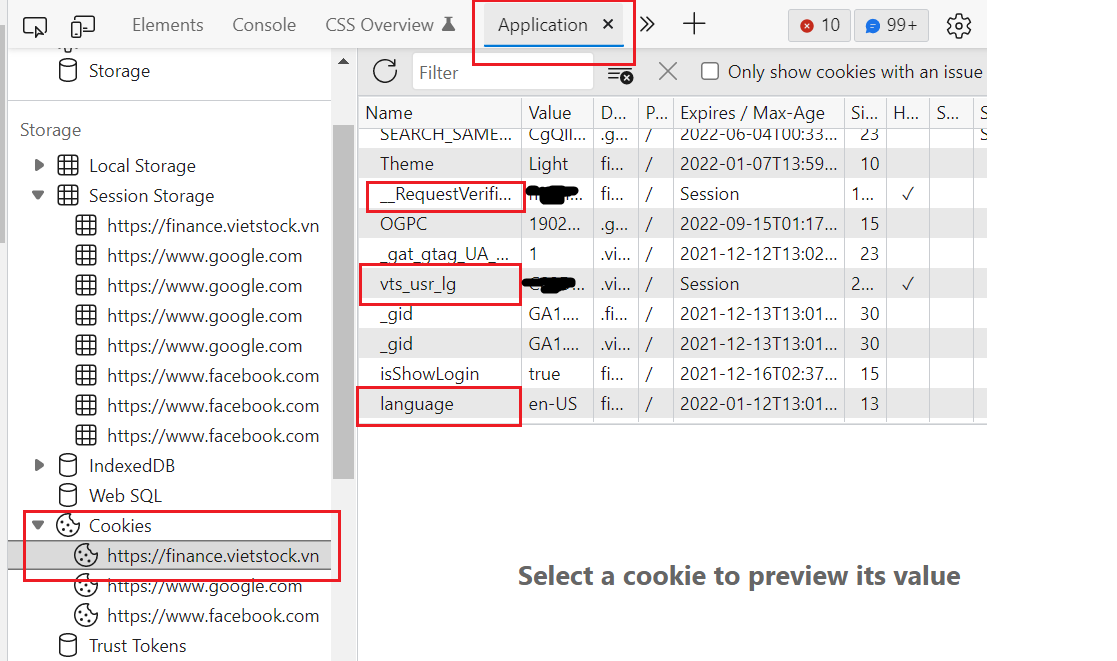 Elements Console CSS Overview Application × » + 10 99+
Storage
Storage
Local Storage
Session Storage
https://finance.vietstock.vn
https://www.google.com
https://www.google.com
https://www.google.com
https://www.google.com
https://www.facebook.com
https://www.facebook.com
https://www.facebook.com
IndexedDB
Web SQL
Cookies
https://finance.vietstock.vn
https://www.google.com
https://www.facebook.com
Trust Tokens
Filter Only show cookies with an issue
Name Value D... P... Expires / Max-Age Si... H... S... S
SEARCH_SAME... CgQI... .g... / 2022-06-04T00:33... 23 S
Theme Light fi... / 2022-01-07T13:59... 10
__RequestVerifi... fi... / Session 1... ✓
OGPC 1902... .g... / 2022-09-15T01:17... 15
_gat_gtag_UA_... 1 .vi... / 2021-12-12T13:02... 23
vts_usr_lg .vi... / Session 2... ✓
_gid GA1.... .fi... / 2021-12-13T13:01... 30
_gid GA1.... .vi... / 2021-12-13T13:01... 30
isShowLogin true fi... / 2021-12-16T02:37... 15
language en-US fi... / 2022-01-12T13:01... 13
Select a cookie to preview its value